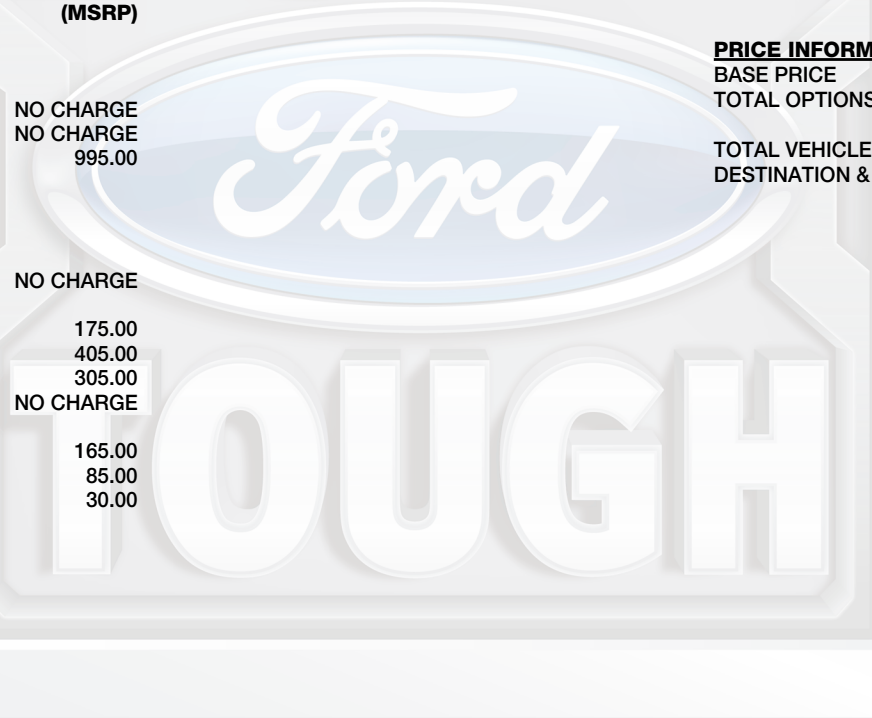 (MSRP)
NO CHARGE
NO CHARGE
995.00
NO CHARGE
175.00
405.00
305.00
NO CHARGE
165.00
85.00
30.00
PRICE INFORM
BASE PRICE
TOTAL OPTIONS
TOTAL VEHICLE
DESTINATION &
Ford
TOUGH